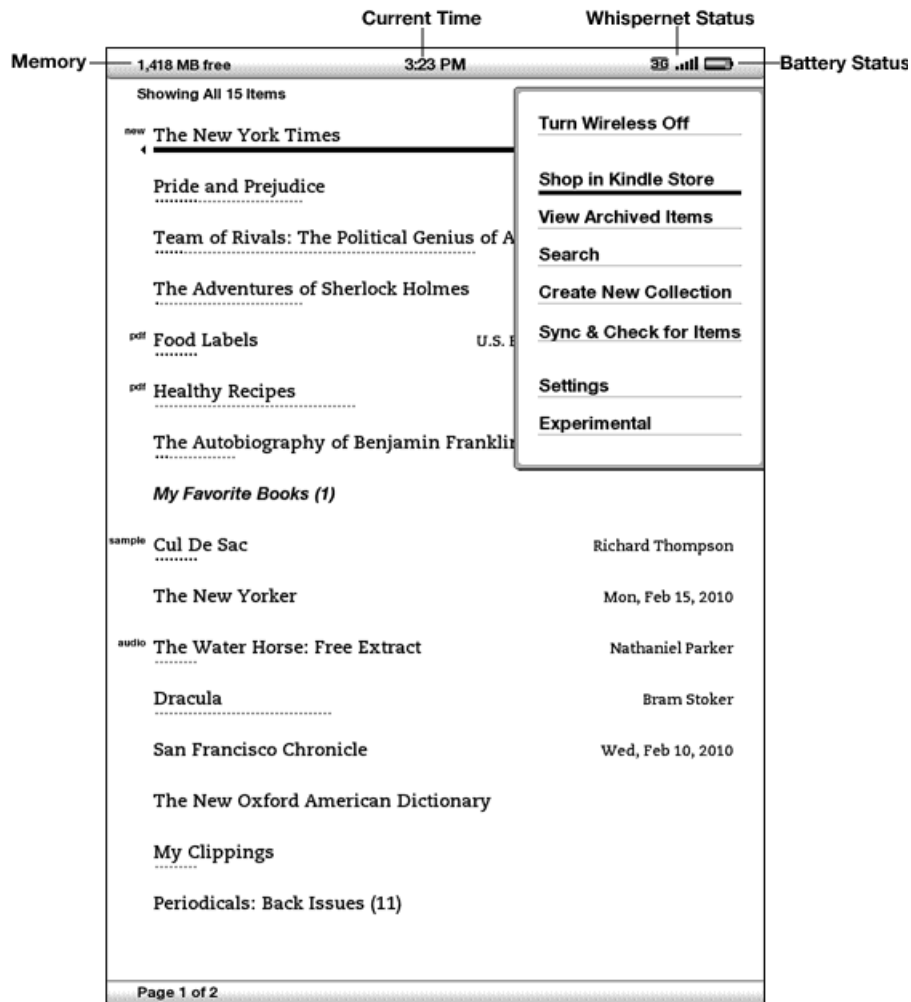 Current Time
Whispernet Status
Memory
1,418 MB free
3:23 PM
3G
Battery Status
Showing All 15 Items
new The New York Times
Pride and Prejudice
Team of Rivals: The Political Genius of A
The Adventures of Sherlock Holmes
pdf Food Labels U.S.
pdf Healthy Recipes
The Autobiography of Benjamin Franklin
My Favorite Books (1)
sample Cul De Sac Richard Thompson
The New Yorker Mon, Feb 15, 2010
audio The Water Horse: Free Extract Nathaniel Parker
Dracula Bram Stoker
San Francisco Chronicle Wed, Feb 10, 2010
The New Oxford American Dictionary
My Clippings
Periodicals: Back Issues (11)
Page 1 of 2
Turn Wireless Off
Shop in Kindle Store
View Archived Items
Search
Create New Collection
Sync & Check for Items
Settings
Experimental